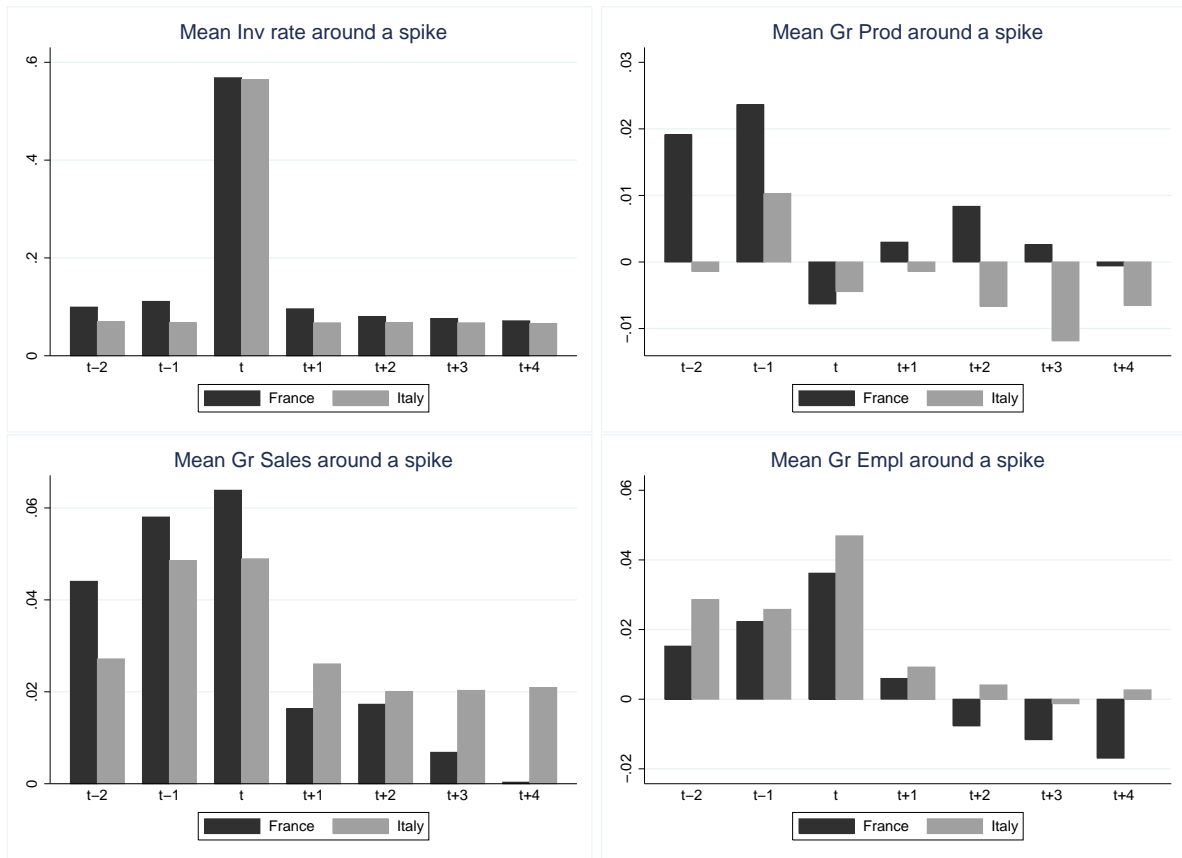 Mean Inv rate around a spike
.6
.4
.2
0
t−2 t−1 t t+1 t+2 t+3 t+4
France Italy
Mean Gr Prod around a spike
.03
.02
.01
0
−.01
t−2 t−1 t t+1 t+2 t+3 t+4
France Italy
Mean Gr Sales around a spike
.06
.04
.02
0
t−2 t−1 t t+1 t+2 t+3 t+4
France Italy
Mean Gr Empl around a spike
.06
.04
.02
0
−.02
t−2 t−1 t t+1 t+2 t+3 t+4
France Italy